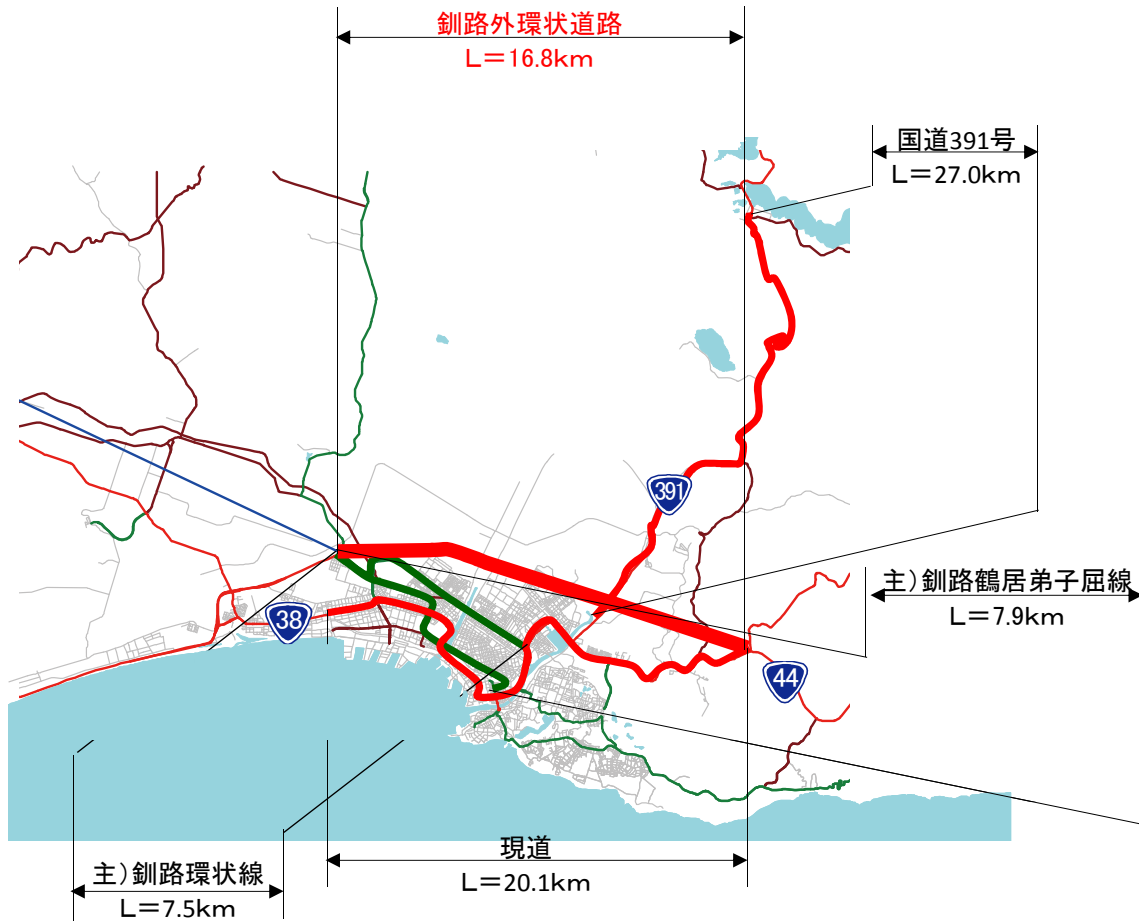 釧路外環状道路
L=16.8km
国道391号
L=27.0km
391
38
主)釧路鶴居弟子屈線
L=7.9km
44
現道
L=20.1km
主)釧路環状線
L=7.5km